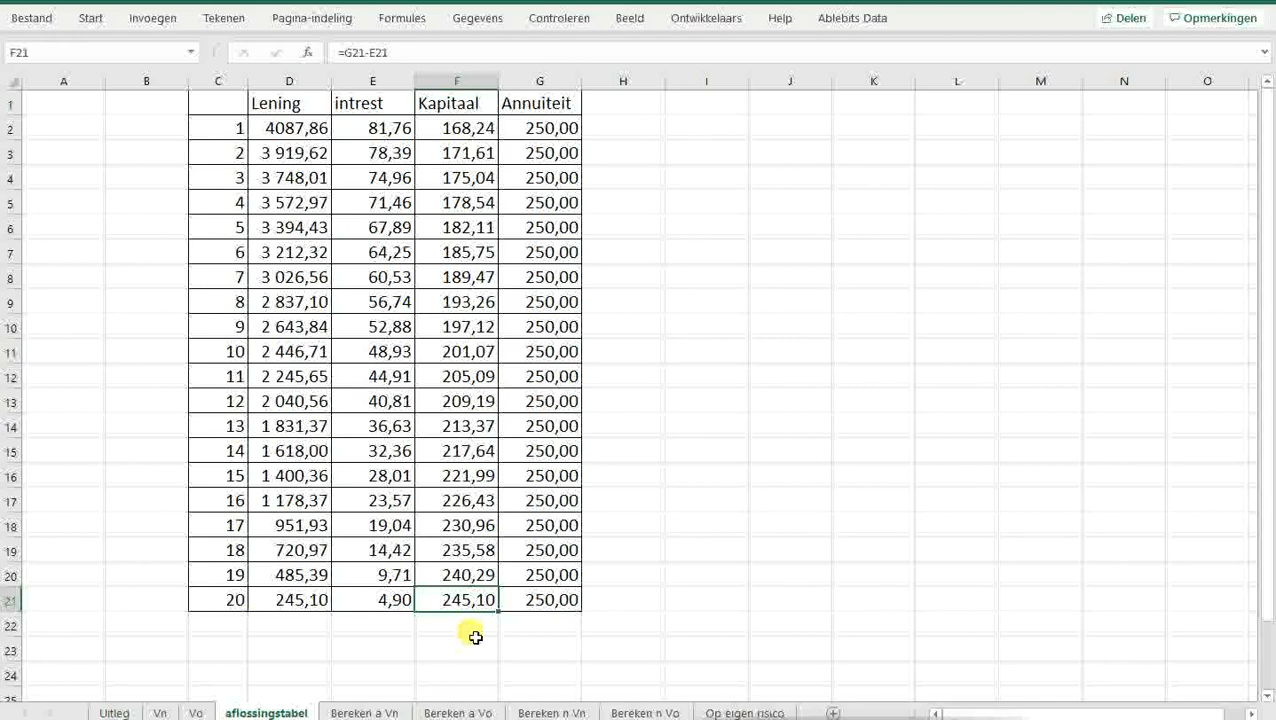 Bestand Start Invoegen Tekenen Pagina-indeling Formules Gegevens Controleren Beeld Ontwikkelaars Help Ablebits Data Delen Opmerkingen
F21 fx =G21-E21
A B C D E F G H I J K L M N O
1 Lening intrest Kapitaal Annuiteit
2 1 4087,86 81,76 168,24 250,00
3 2 3 919,62 78,39 171,61 250,00
4 3 3 748,01 74,96 175,04 250,00
5 4 3 572,97 71,46 178,54 250,00
6 5 3 394,43 67,89 182,11 250,00
7 6 3 212,32 64,25 185,75 250,00
8 7 3 026,56 60,53 189,47 250,00
9 8 2 837,10 56,74 193,26 250,00
10 9 2 643,84 52,88 197,12 250,00
11 10 2 446,71 48,93 201,07 250,00
12 11 2 245,65 44,91 205,09 250,00
13 12 2 040,56 40,81 209,19 250,00
14 13 1 831,37 36,63 213,37 250,00
15 14 1 618,00 32,36 217,64 250,00
16 15 1 400,36 28,01 221,99 250,00
17 16 1 178,37 23,57 226,43 250,00
18 17 951,93 19,04 230,96 250,00
19 18 720,97 14,42 235,58 250,00
20 19 485,39 9,71 240,29 250,00
21 20 245,10 4,90 245,10 250,00
22
23
24
25
Uitleg Vn Vo aflossingstabel Bereken a Vn Bereken a Vo Bereken n Vn Bereken n Vo Op eigen risico